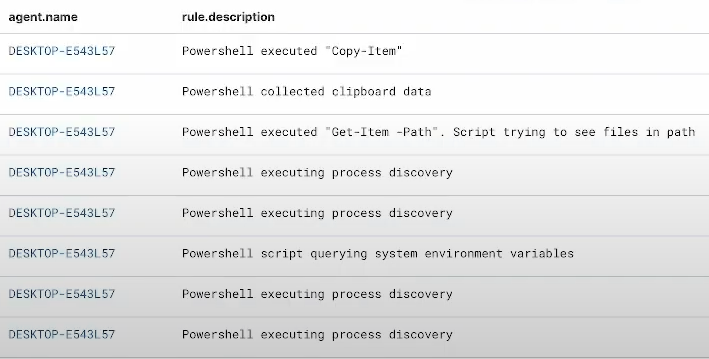 agent.name rule.description
DESKTOP-E543L57 Powershell executed "Copy-Item"
DESKTOP-E543L57 Powershell collected clipboard data
DESKTOP-E543L57 Powershell executed "Get-Item -Path". Script trying to see files in path
DESKTOP-E543L57 Powershell executing process discovery
DESKTOP-E543L57 Powershell executing process discovery
DESKTOP-E543L57 Powershell script querying system environment variables
DESKTOP-E543L57 Powershell executing process discovery
DESKTOP-E543L57 Powershell executing process discovery